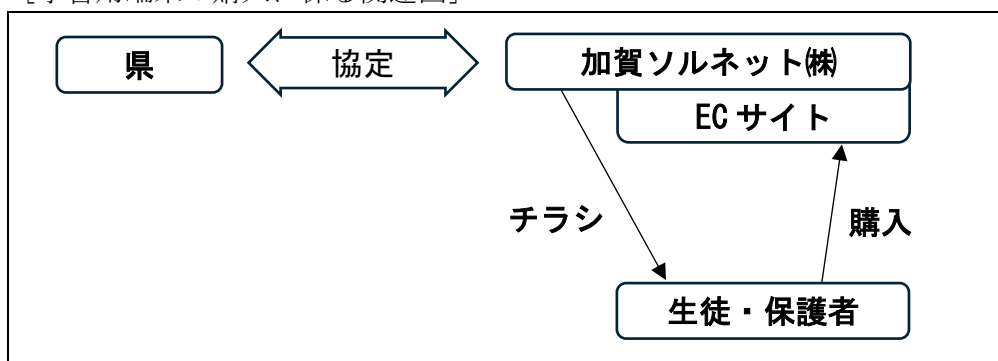 県
協定
加賀ソルネット㈱
ECサイト
チラシ
購入
生徒・保護者